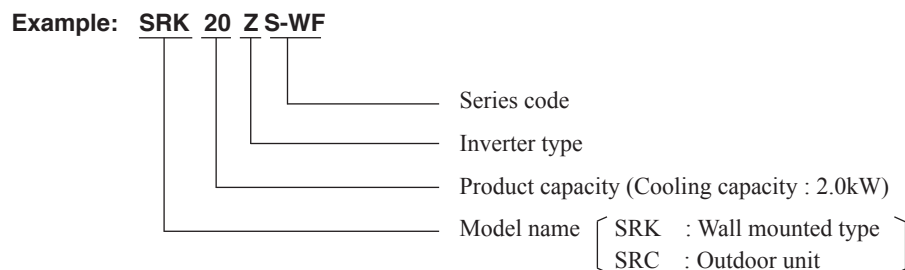 Example: SRK 20 Z S-WF
Series code
Inverter type
Product capacity (Cooling capacity : 2.0kW)
Model name SRK : Wall mounted type
SRC : Outdoor unit